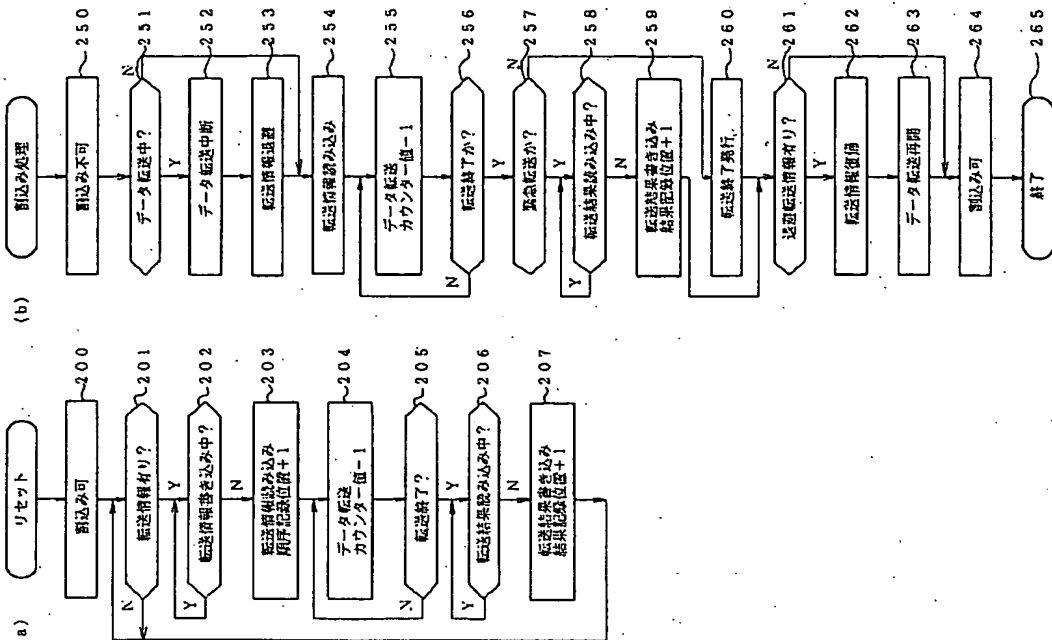 a)
リセット
割込み可
200
転送情報有り?
201
N
Y
転送情報書き込み中?
202
Y
N
転送情報読み込み
順序記録位置+1
203
データ転送
カウンター値-1
204
転送終了?
205
N
Y
転送結果読み込み中?
206
Y
N
転送結果書き込み
結果記録位置+1
207
(b)
割込み処理
割込み不可
250
データ転送中?
251
N
Y
データ転送中断
252
転送情報退避
253
転送情報読み込み
254
データ転送
カウンター値-1
255
転送終了か?
256
N
Y
緊急転送か?
257
N
Y
転送結果読み込み中?
258
Y
N
転送結果書き込み
結果記録位置+1
259
転送終了発行
260
退避転送情報有り?
261
N
Y
転送情報復帰
262
データ転送再開
263
割込み可
264
終了
265